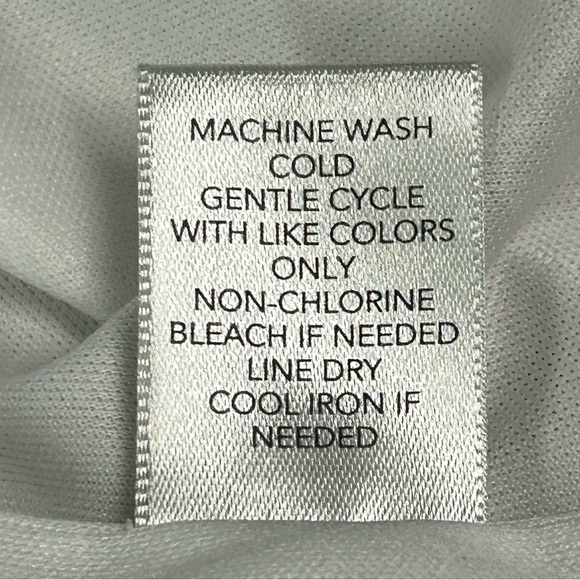 MACHINE WASH
COLD
GENTLE CYCLE
WITH LIKE COLORS
ONLY
NON-CHLORINE
BLEACH IF NEEDED
LINE DRY
COOL IRON IF
NEEDED